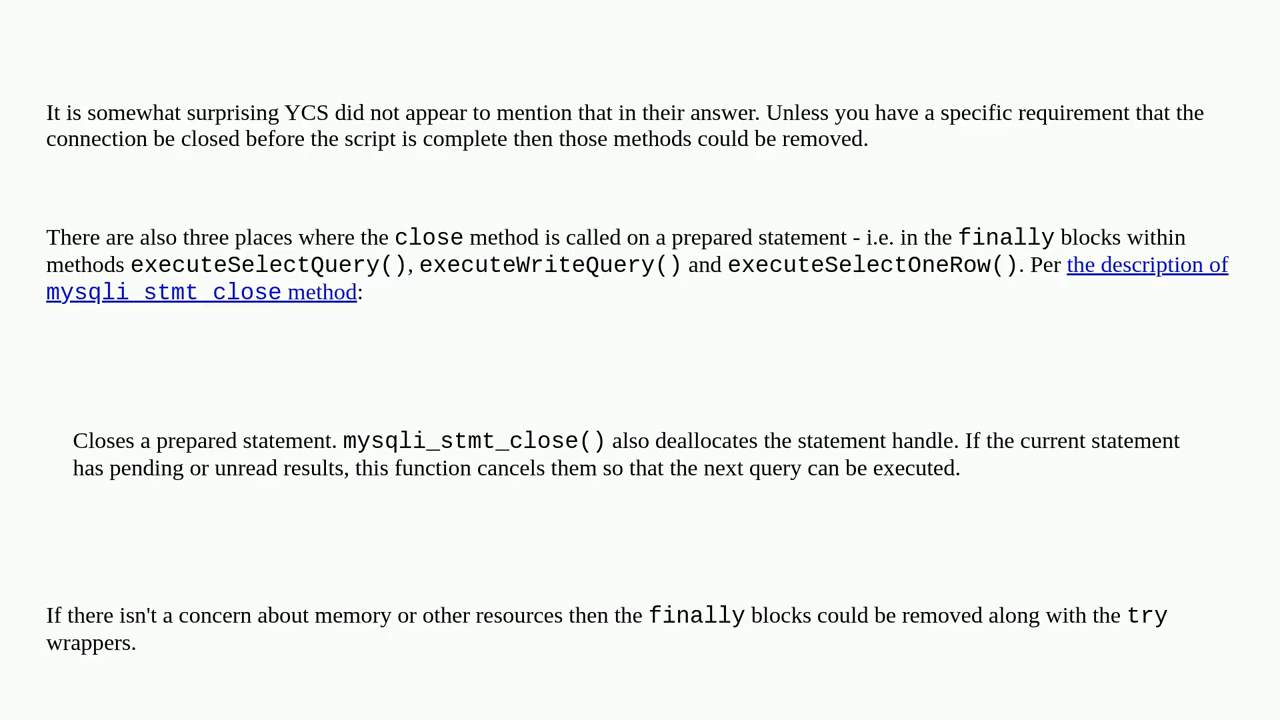 It is somewhat surprising YCS did not appear to mention that in their answer. Unless you have a specific requirement that the
connection be closed before the script is complete then those methods could be removed.
There are also three places where the close method is called on a prepared statement - i.e. in the finally blocks within
methods executeSelectQuery(), executeWriteQuery() and executeSelectOneRow(). Per the description of
mysqli_stmt_close method:
Closes a prepared statement. mysqli_stmt_close() also deallocates the statement handle. If the current statement
has pending or unread results, this function cancels them so that the next query can be executed.
If there isn't a concern about memory or other resources then the finally blocks could be removed along with the try
wrappers.